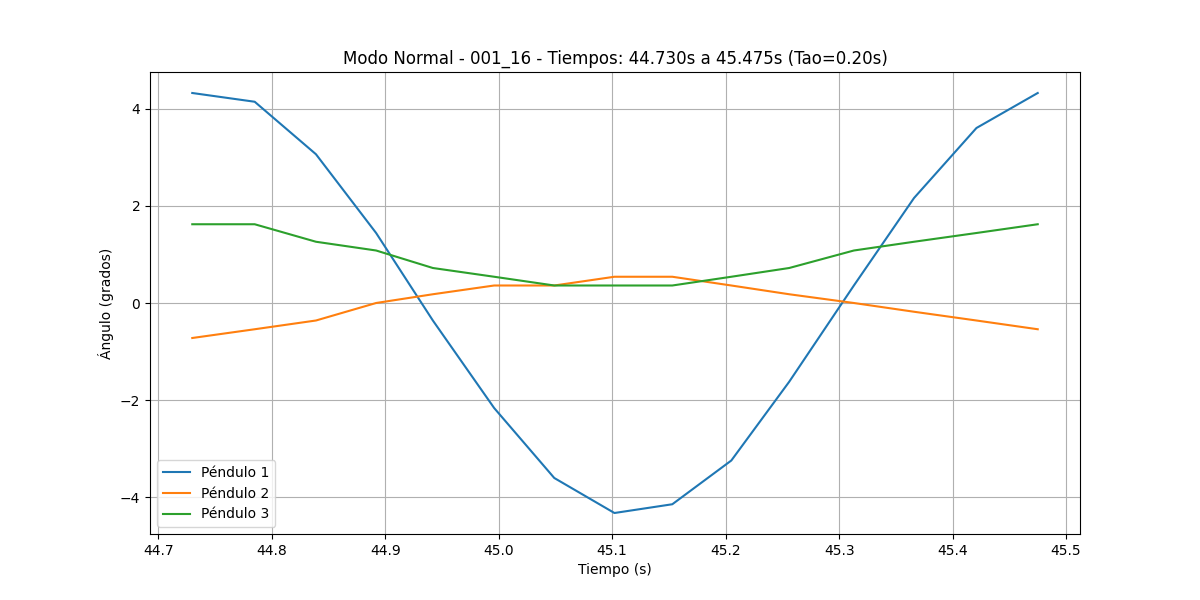 Modo Normal - 001_16 - Tiempos: 44.730s a 45.475s (Tao=0.20s)
Ángulo (grados)
4
2
0
−2
−4
Péndulo 1
Péndulo 2
Péndulo 3
44.7 44.8 44.9 45.0 45.1 45.2 45.3 45.4 45.5
Tiempo (s)